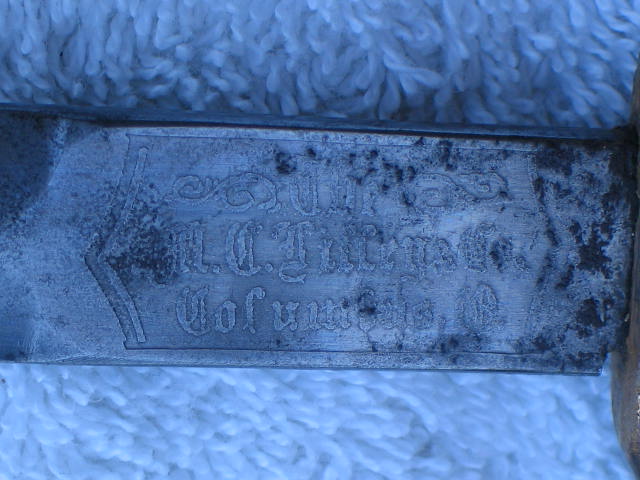 The
M.C. Lilley & Co.
Columbus, O.